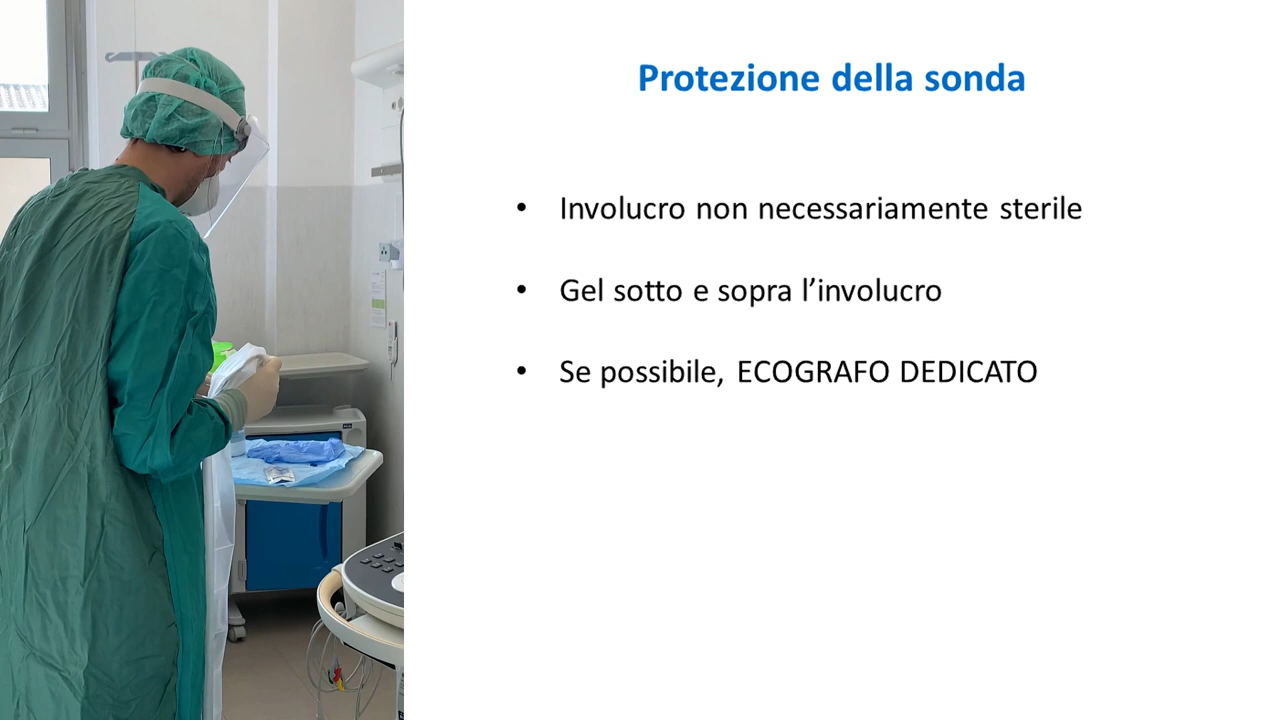 Protezione della sonda
• Involucro non necessariamente sterile
• Gel sotto e sopra l’involucro
• Se possibile, ECOGRAFO DEDICATO